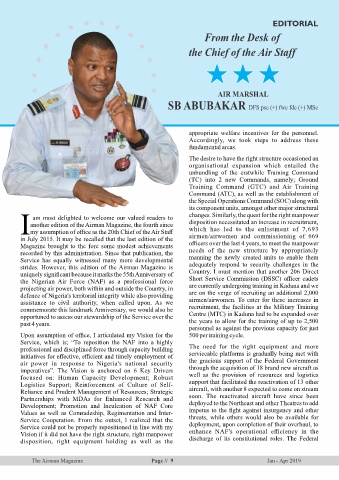 EDITORIAL
From the Desk of
the Chief of the Air Staff
AIR MARSHAL
SB ABUBAKAR DFS psc (+) fwc fdc (+) MSc
I am most delighted to welcome our valued readers to
another edition of the Airman Magazine, the fourth since
my assumption of office as the 20th Chief of the Air Staff
in July 2015. It may be recalled that the last edition of the
Magazine brought to the fore some modest achievements
recorded by this administration. Since that publication, the
Service has equally witnessed many more developmental
strides. However, this edition of the Airman Magazine is
uniquely significant because it marks the 55th Anniversary of
the Nigerian Air Force (NAF) as a professional force
projecting air power, both within and outside the Country, in
defence of Nigeria's territorial integrity while also providing
assistance to civil authority, when called upon. As we
commemorate this landmark Anniversary, we would also be
opportuned to assess our stewardship of the Service over the
past 4 years.
Upon assumption of office, I articulated my Vision for the
Service, which is; “To reposition the NAF into a highly
professional and disciplined force through capacity building
initiatives for effective, efficient and timely employment of
air power in response to Nigeria's national security
imperatives”. The Vision is anchored on 6 Key Drivers
focused on: Human Capacity Development; Robust
Logistics Support; Reinforcement of Culture of Self-
Reliance and Prudent Management of Resources; Strategic
Partnerships with MDAs for Enhanced Research and
Development; Promotion and Inculcation of NAF Core
Values as well as Comradeship, Regimentation and Inter-
Service Cooperation. From the outset, I realized that the
Service could not be properly repositioned in line with my
Vision if it did not have the right structure, right manpower
disposition, right equipment holding as well as the
appropriate welfare incentives for the personnel.
Accordingly, we took steps to address these
fundamental areas.
The desire to have the right structure occasioned an
organisational expansion which entailed the
unbundling of the erstwhile Training Command
(TC) into 2 new Commands, namely; Ground
Training Command (GTC) and Air Training
Command (ATC), as well as the establishment of
the Special Operations Command (SOC) along with
its component units, amongst other major structural
changes. Similarly, the quest for the right manpower
disposition necessitated an increase in recruitment,
which has led to the enlistment of 7,693
airmen/airwomen and commissioning of 869
officers over the last 4 years, to meet the manpower
needs of the new structure by appropriately
manning the newly created units to enable them
adequately respond to security challenges in the
Country. I must mention that another 206 Direct
Short Service Commission (DSSC) officer cadets
are currently undergoing training in Kaduna and we
are on the verge of recruiting an additional 2,000
airmen/airwomen. To cater for these increases in
recruitment, the facilities at the Military Training
Centre (MTC) in Kaduna had to be expanded over
the years to allow for the training of up to 2,500
personnel as against the previous capacity for just
500 per training cycle.
The need for the right equipment and more
serviceable platforms is gradually being met with
the gracious support of the Federal Government
through the acquisition of 18 brand new aircraft as
well as the provision of resources and logistics
support that facilitated the reactivation of 13 other
aircraft, with another 8 expected to come on stream
soon. The reactivated aircraft have since been
deployed to the Northeast and other Theatres to add
impetus to the fight against insurgency and other
threats, while others would also be available for
deployment, upon completion of their overhaul, to
enhance NAF's operational efficiency in the
discharge of its constitutional roles. The Federal
The Airman Magazine Page // 9 Jan - Apr 2019